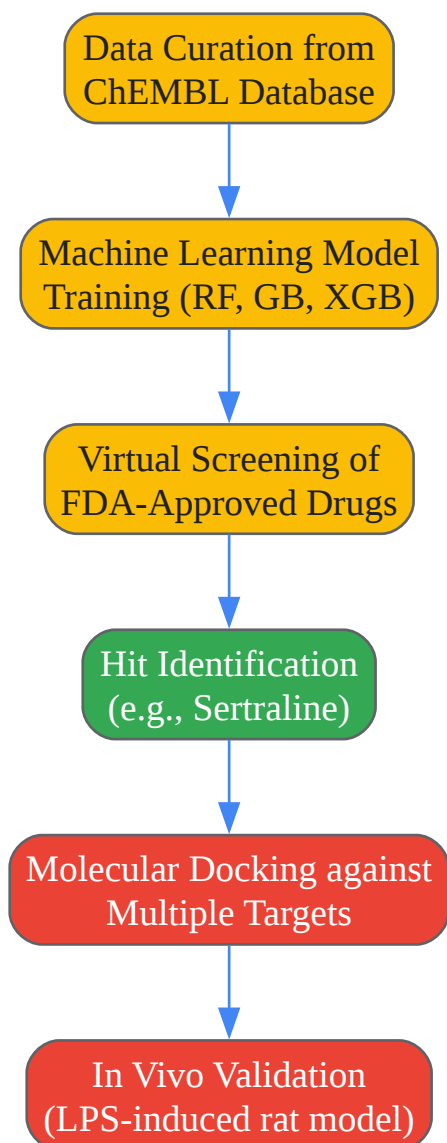 Data Curation from
ChEMBL Database
Machine Learning Model
Training (RF, GB, XGB)
Virtual Screening of
FDA-Approved Drugs
Hit Identification
(e.g., Sertraline)
Molecular Docking against
Multiple Targets
In Vivo Validation
(LPS-induced rat model)